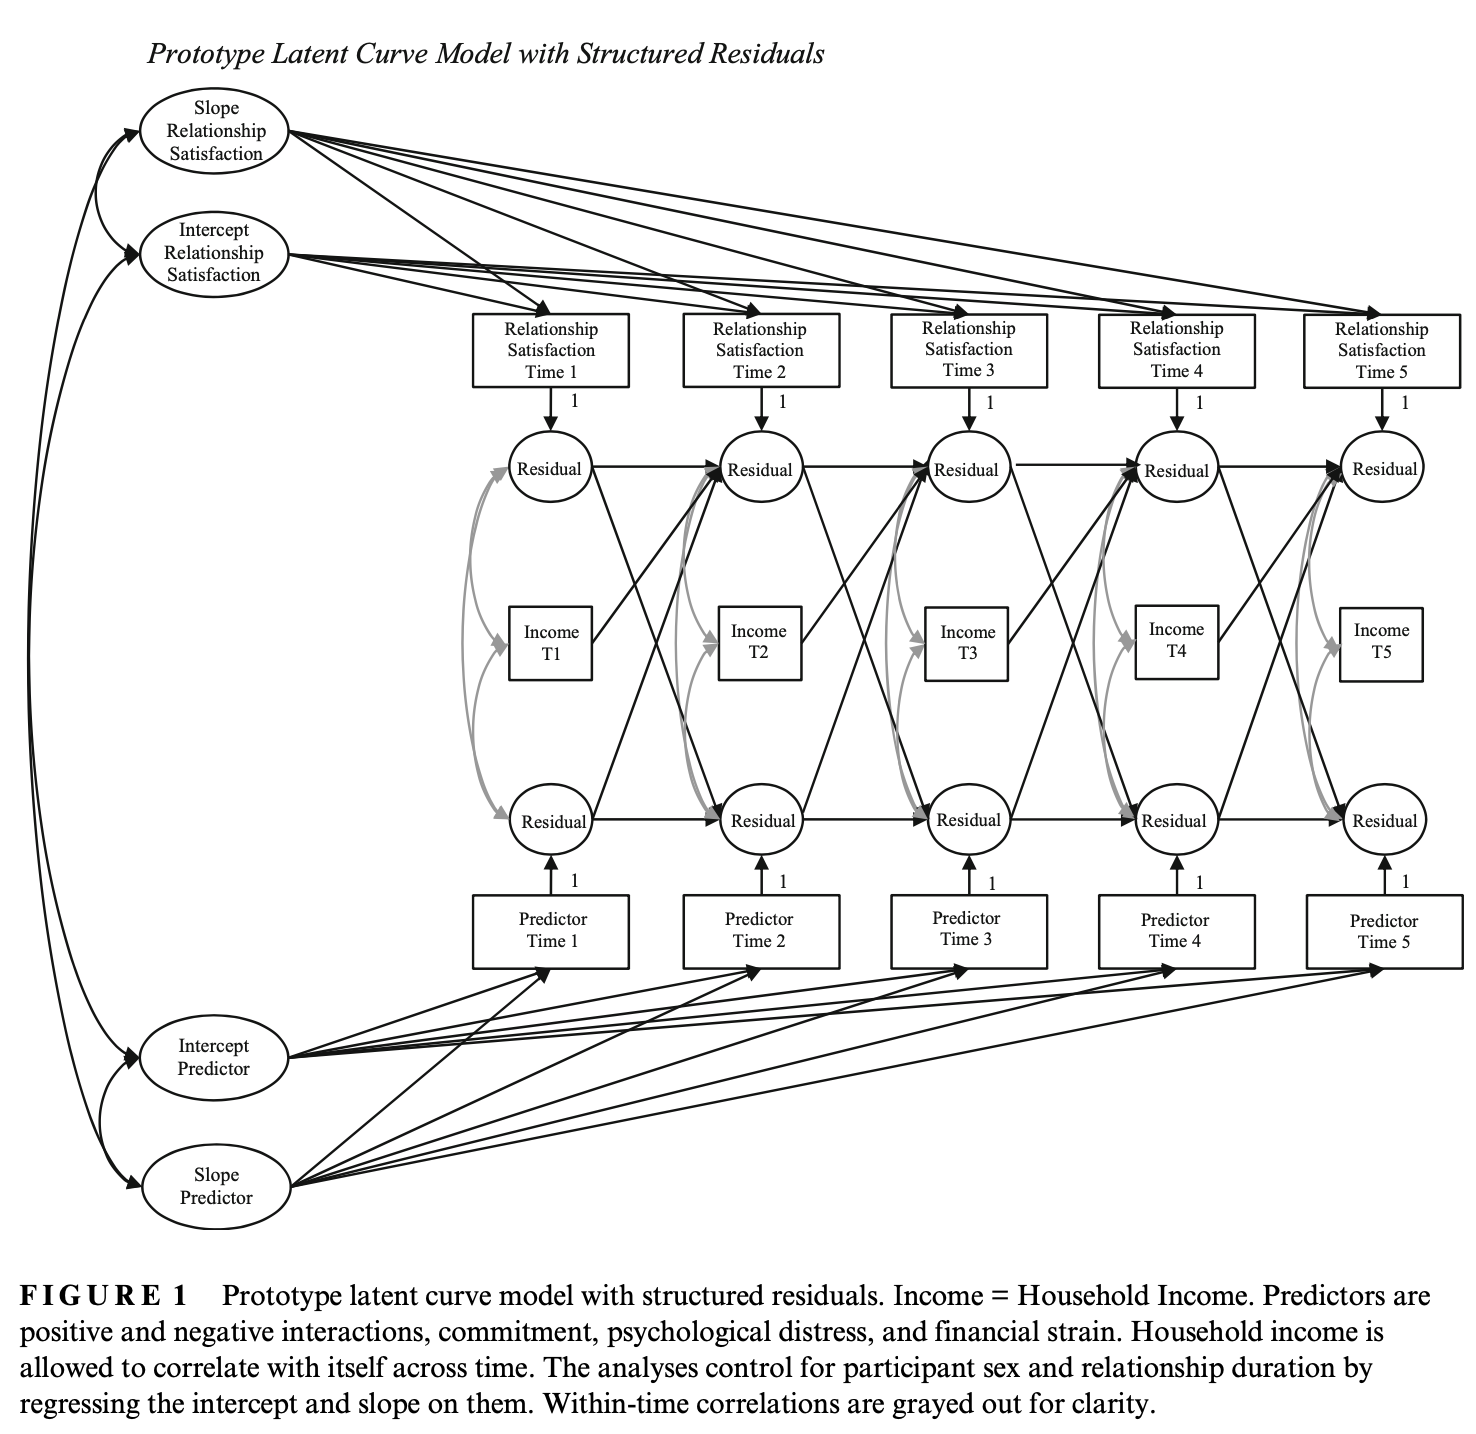 Prototype Latent Curve Model with Structured Residuals
Slope
Relationship
Satisfaction
Intercept
Relationship
Satisfaction
Relationship
Satisfaction
Time 1
Relationship
Satisfaction
Time 2
Relationship
Satisfaction
Time 3
Relationship
Satisfaction
Time 4
Relationship
Satisfaction
Time 5
1
1
1
1
1
Residual
Residual
Residual
Residual
Residual
Income
T1
Income
T2
Income
T3
Income
T4
Income
T5
Residual
Residual
Residual
Residual
Residual
1
1
1
1
1
Predictor
Time 1
Predictor
Time 2
Predictor
Time 3
Predictor
Time 4
Predictor
Time 5
Intercept
Predictor
Slope
Predictor
FIGURE 1 Prototype latent curve model with structured residuals. Income = Household Income. Predictors are
positive and negative interactions, commitment, psychological distress, and financial strain. Household income is
allowed to correlate with itself across time. The analyses control for participant sex and relationship duration by
regressing the intercept and slope on them. Within-time correlations are grayed out for clarity.